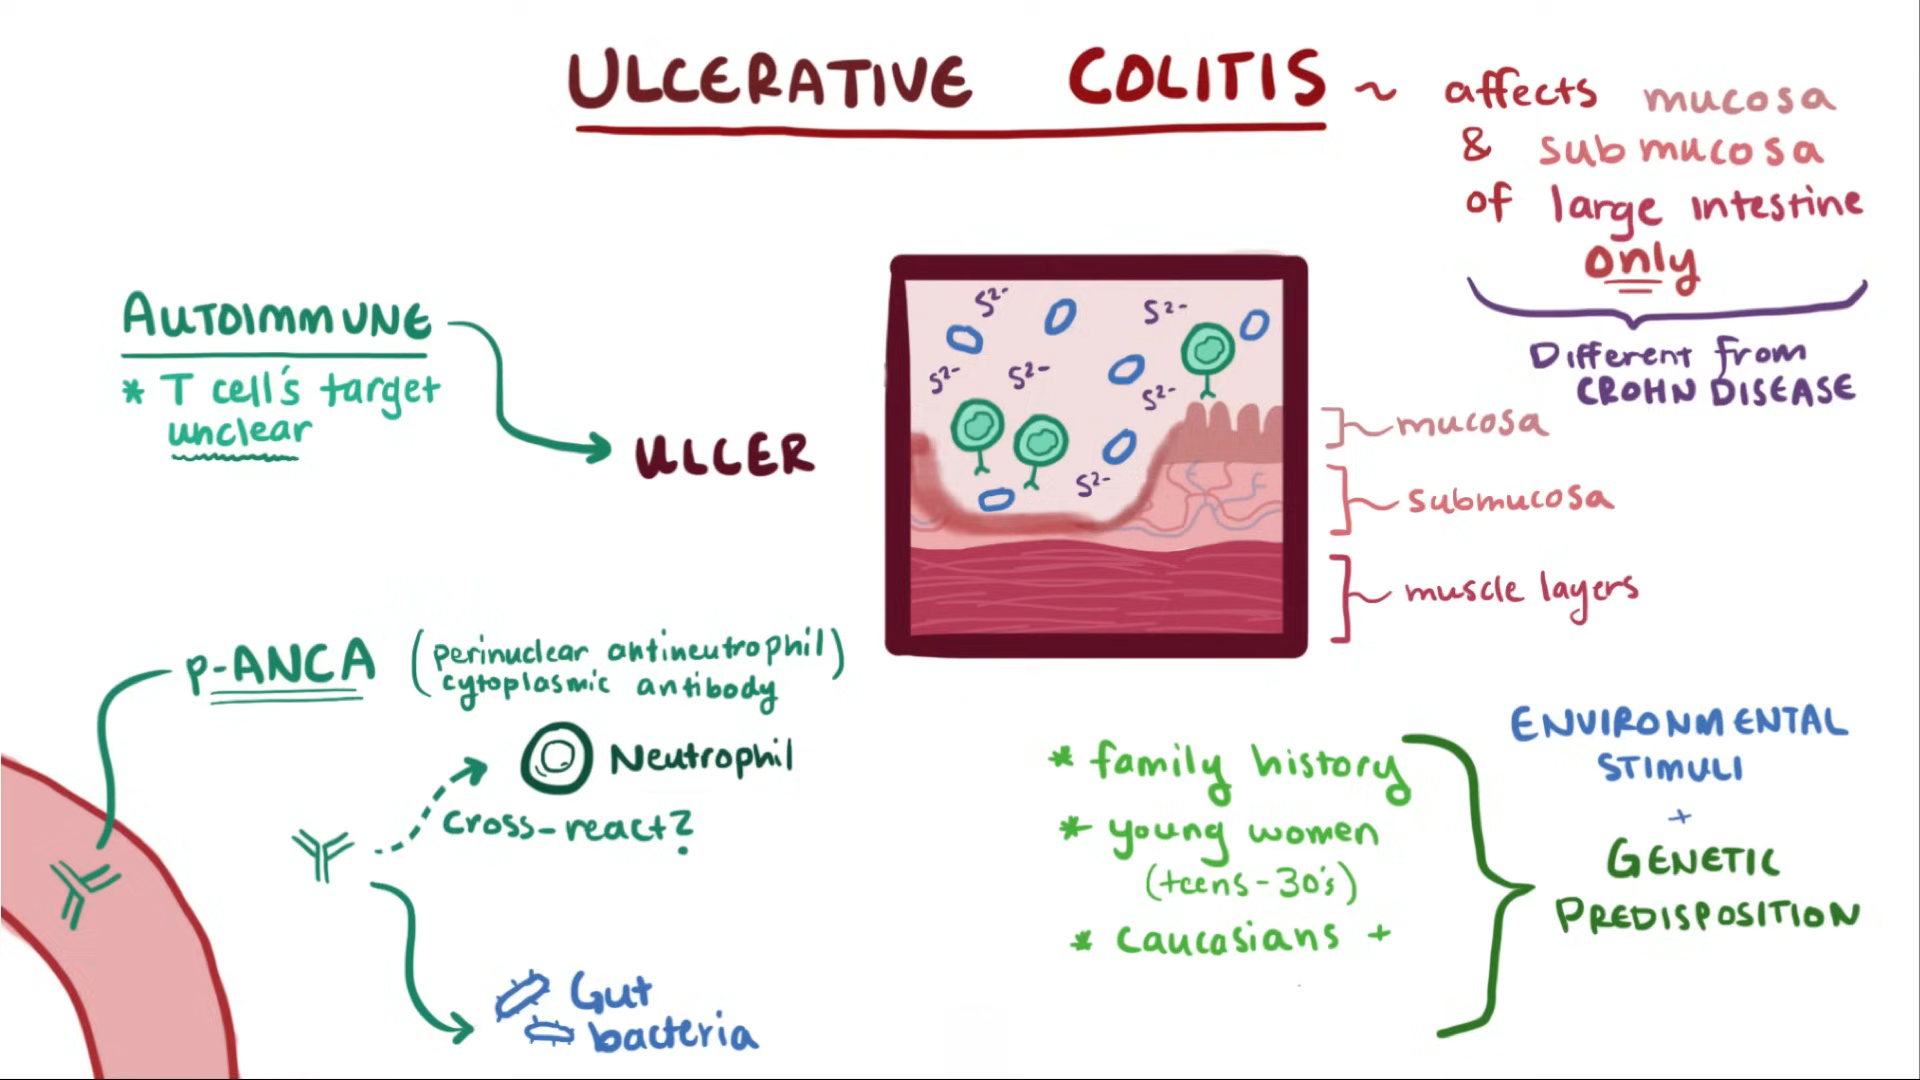 ULCERATIVE COLITIS ~ affects mucosa
& submucosa
of large intestine
only
Different from
CROHN DISEASE
AUTOIMMUNE
* T cell's target
unclear
ULCER
S²⁻
S²⁻
S²⁻
S²⁻
S²⁻
S²⁻
mucosa
submucosa
muscle layers
p-ANCA (perinuclear antineutrophil
cytoplasmic antibody)
Neutrophil
cross-react?
Gut
bacteria
* family history
* young women
(teens-30's)
* Caucasians +
ENVIRONMENTAL
STIMULI
+
GENETIC
PREDISPOSITION